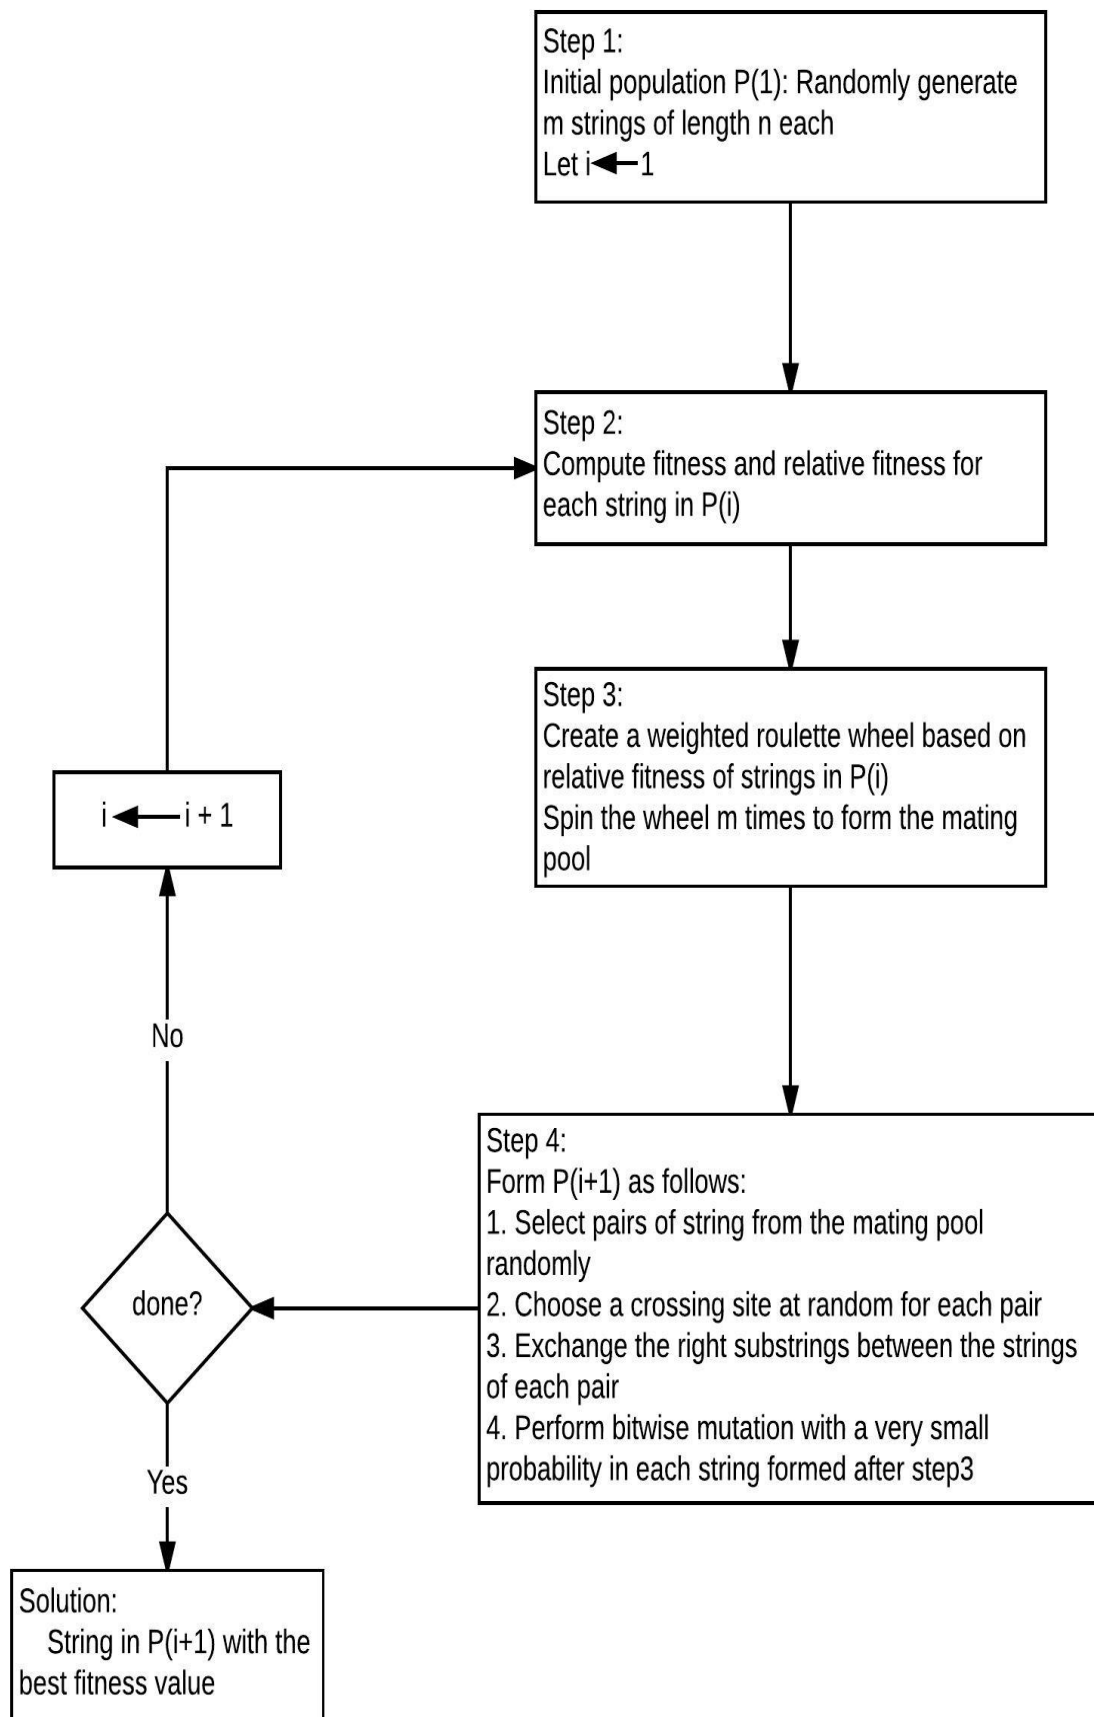 Step 1:
Initial population P(1): Randomly generate
m strings of length n each
Let i←1
Step 2:
Compute fitness and relative fitness for
each string in P(i)
Step 3:
Create a weighted roulette wheel based on
relative fitness of strings in P(i)
Spin the wheel m times to form the mating
pool
i ← i + 1
No
Step 4:
Form P(i+1) as follows:
1. Select pairs of string from the mating pool
randomly
2. Choose a crossing site at random for each pair
3. Exchange the right substrings between the strings
of each pair
4. Perform bitwise mutation with a very small
probability in each string formed after step3
done?
Yes
Solution:
String in P(i+1) with the
best fitness value